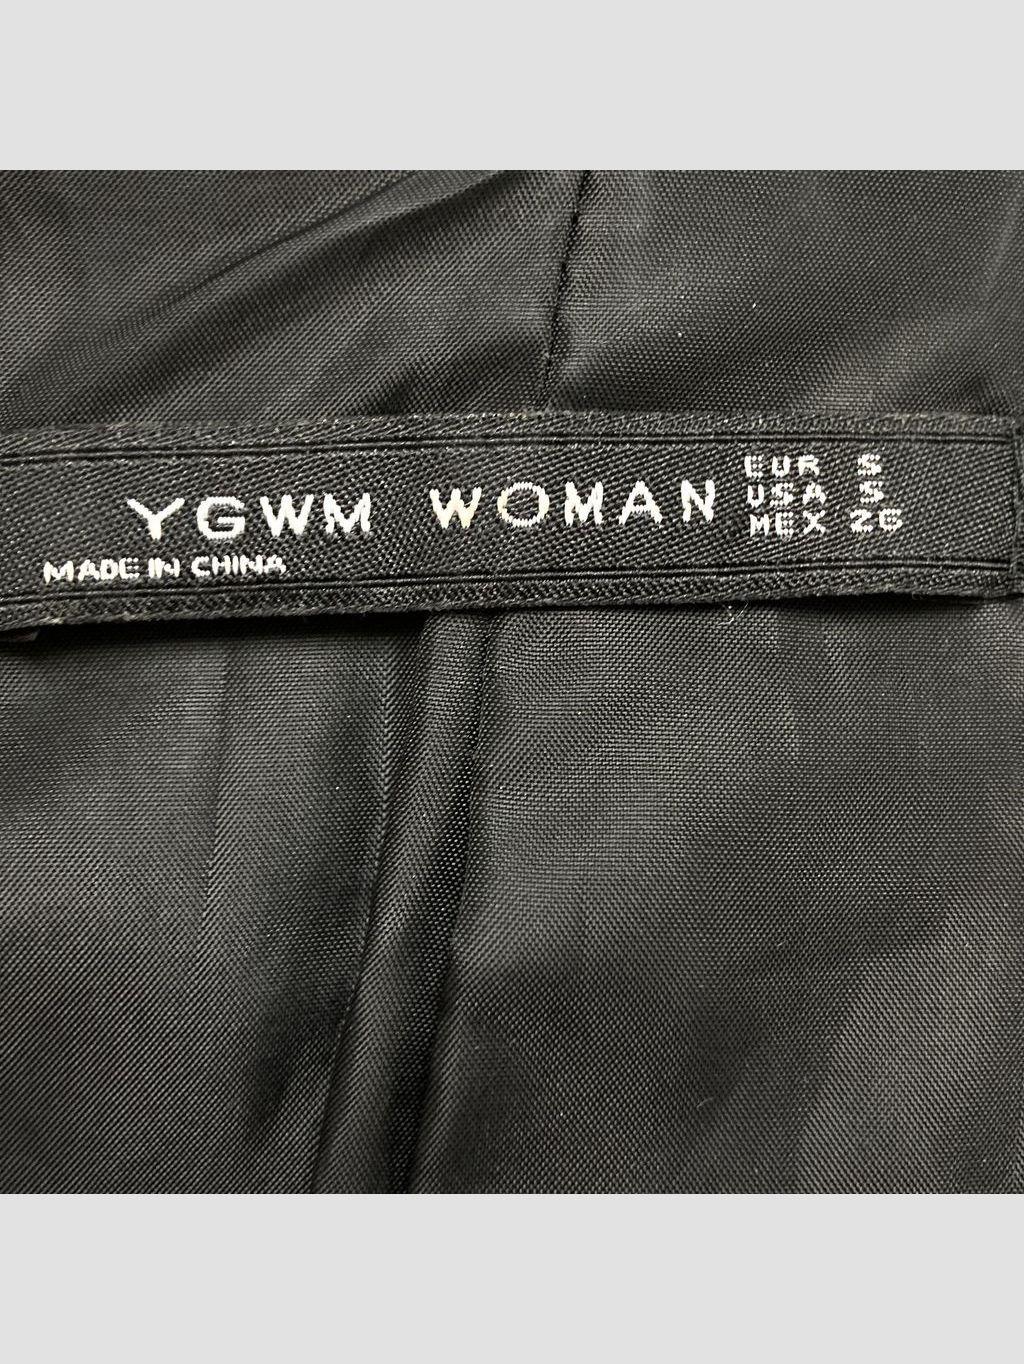 YGWM WOMAN
MADE IN CHINA
EUR S
USA S
MEX 26